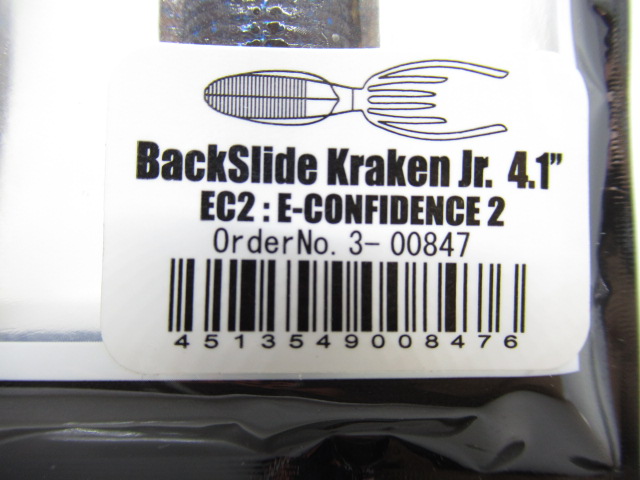 BackSlide Kraken Jr. 4.1"
EC2 : E-CONFIDENCE 2
OrderNo. 3- 00847
4513549008476